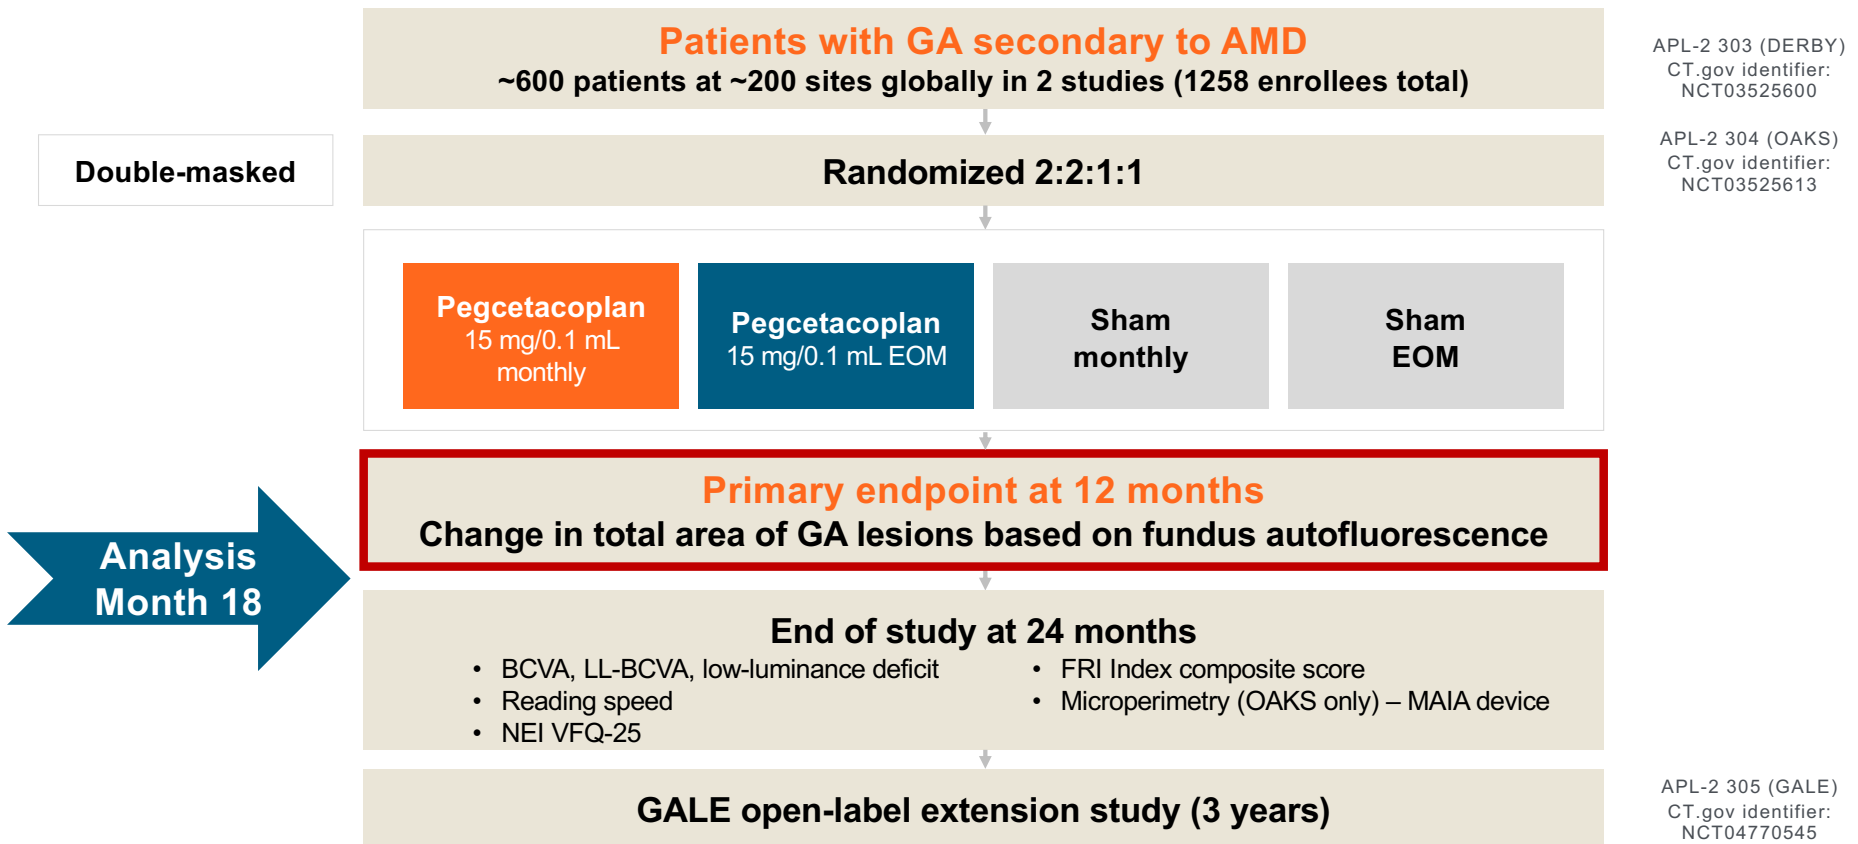 Patients with GA secondary to AMD
~600 patients at ~200 sites globally in 2 studies (1258 enrollees total)
APL-2 303 (DERBY)
CT.gov identifier:
NCT03525600
Double-masked
Randomized 2:2:1:1
APL-2 304 (OAKS)
CT.gov identifier:
NCT03525613
Pegcetacoplan
15 mg/0.1 mL
monthly
Pegcetacoplan
15 mg/0.1 mL EOM
Sham
monthly
Sham
EOM
Primary endpoint at 12 months
Change in total area of GA lesions based on fundus autofluorescence
Analysis
Month 18
End of study at 24 months
• BCVA, LL-BCVA, low-luminance deficit
• Reading speed
• NEI VFQ-25
• FRI Index composite score
• Microperimetry (OAKS only) – MAIA device
GALE open-label extension study (3 years)
APL-2 305 (GALE)
CT.gov identifier:
NCT04770545